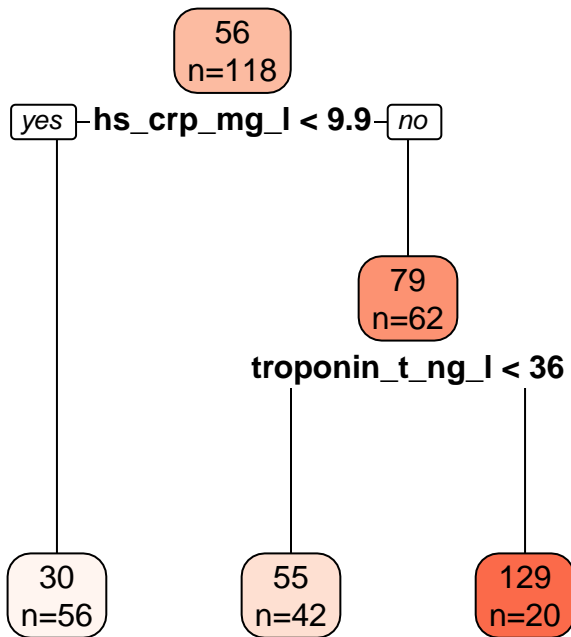 56
n=118
yes hs_crp_mg_l < 9.9 no
79
n=62
troponin_t_ng_l < 36
30
n=56
55
n=42
129
n=20